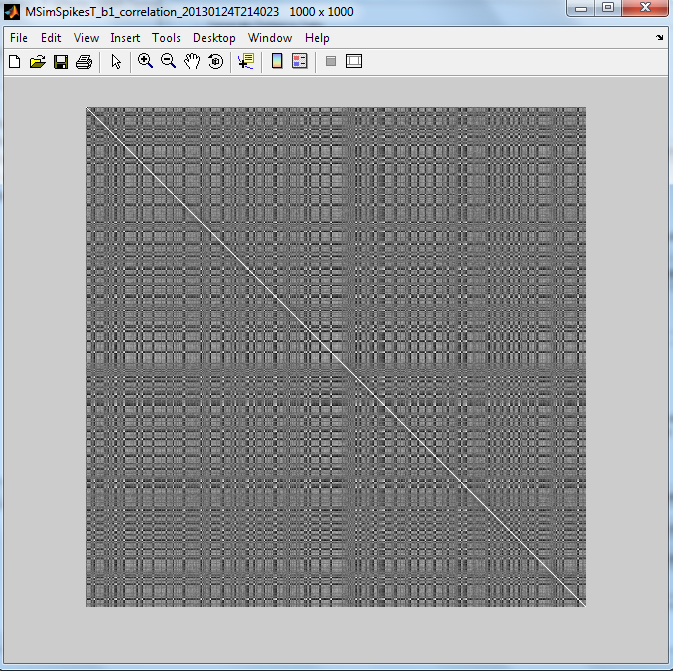 MSimSpikesT_b1_correlation_20130124T214023 1000 x 1000
File Edit View Insert Tools Desktop Window Help